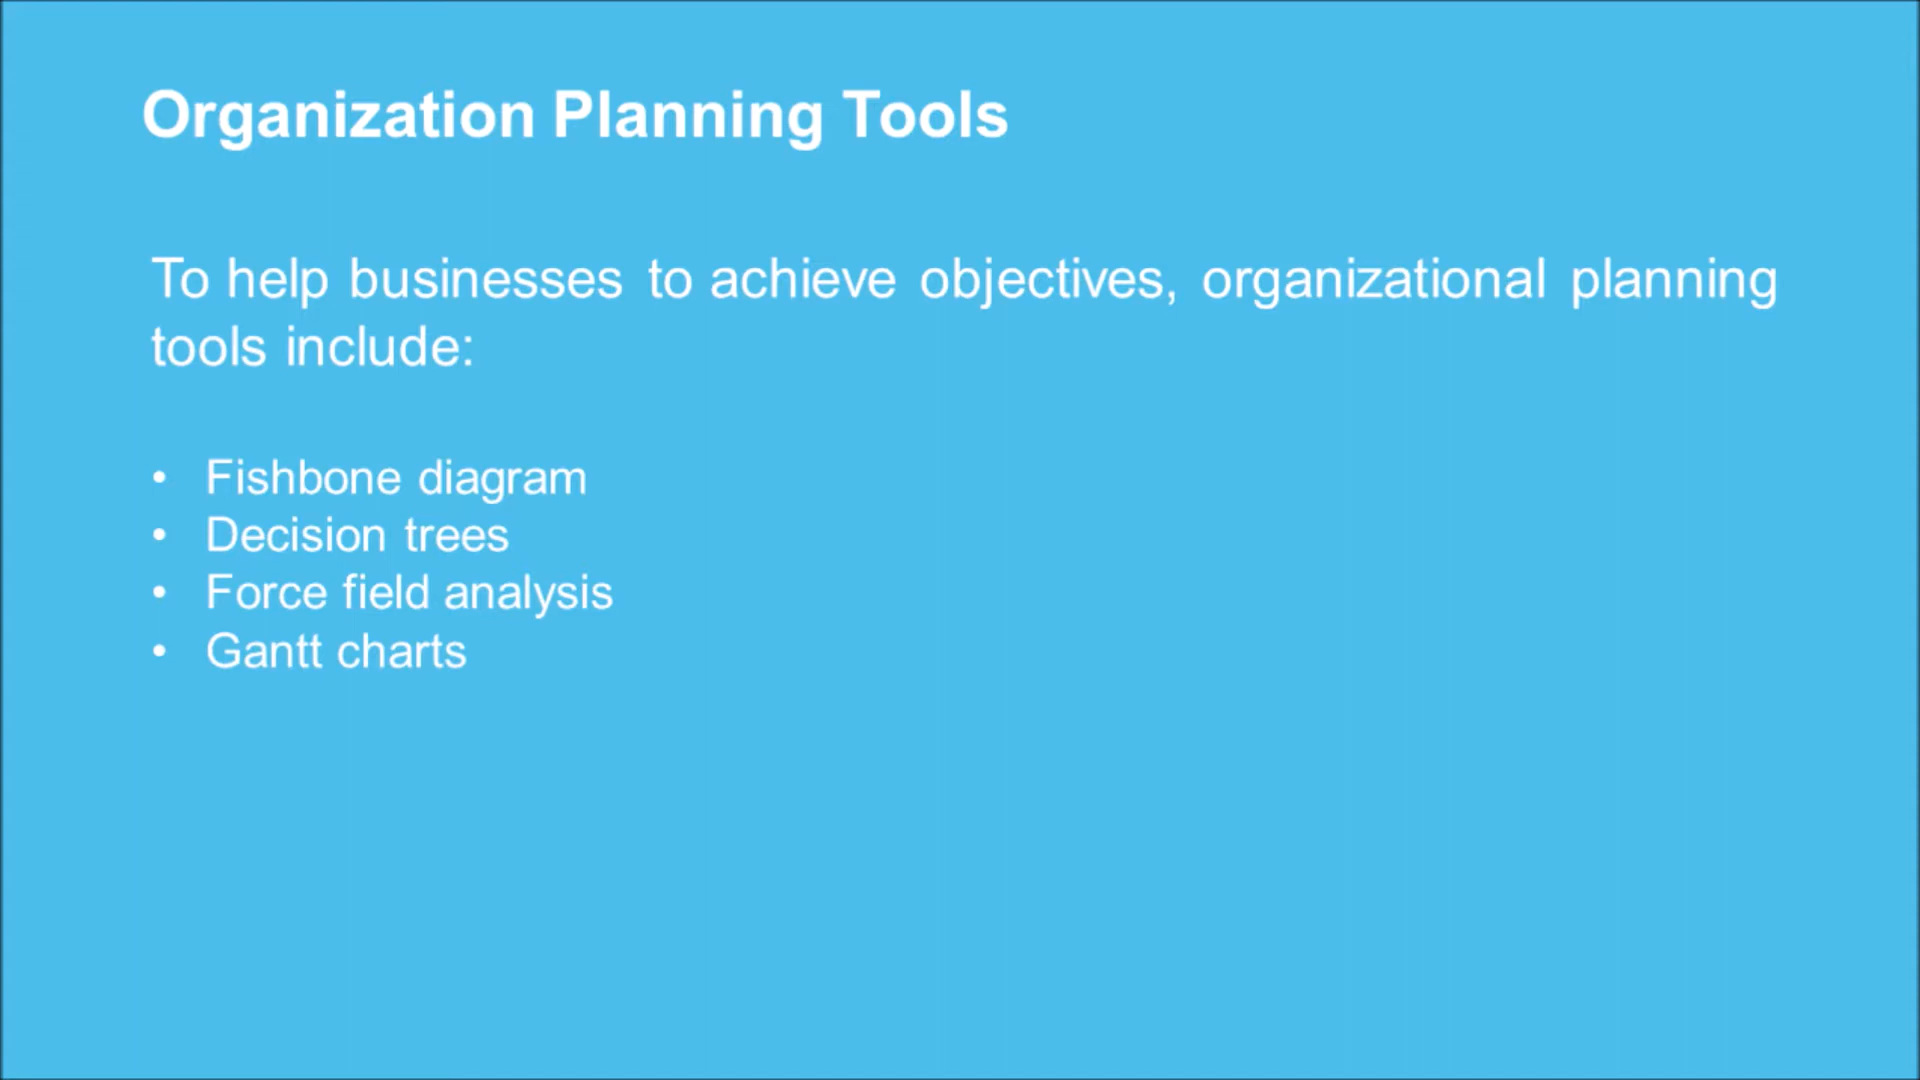 Organization Planning Tools
To help businesses to achieve objectives, organizational planning
tools include:
• Fishbone diagram
• Decision trees
• Force field analysis
• Gantt charts